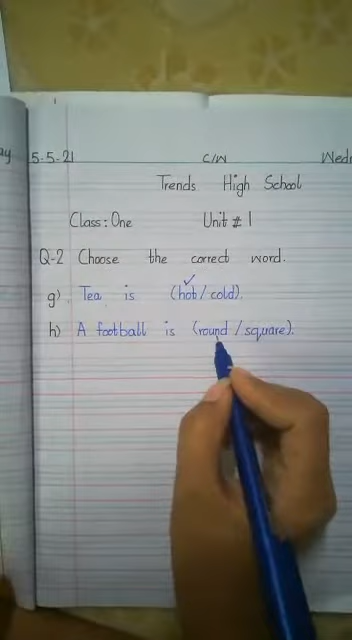 5-5-21 C/W
Trends High School
Class: One Unit # 1
Q-2 Choose the correct word.
g) Tea is (hot/cold).
h) A football is (round / square).